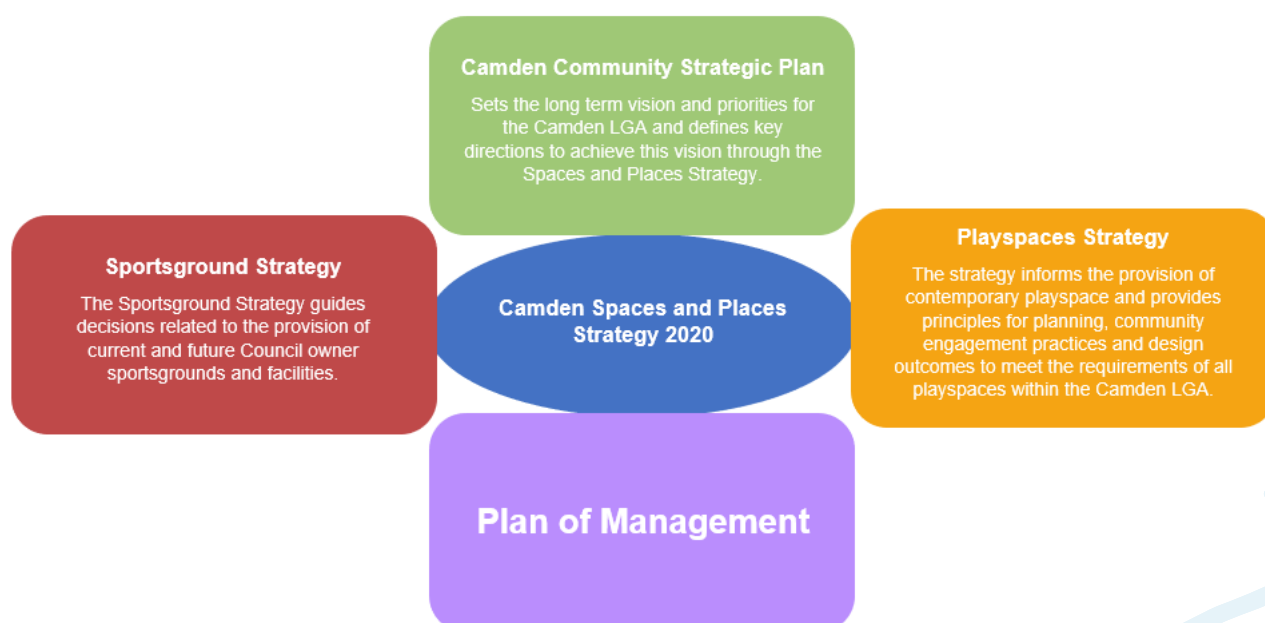 Camden Community Strategic Plan
Sets the long term vision and priorities for
the Camden LGA and defines key
directions to achieve this vision through the
Spaces and Places Strategy.
Sportsground Strategy
The Sportsground Strategy guides
decisions related to the provision of
current and future Council owner
sportsgrounds and facilities.
Camden Spaces and Places
Strategy 2020
Playspaces Strategy
The strategy informs the provision of
contemporary playspace and provides
principles for planning, community
engagement practices and design
outcomes to meet the requirements of all
playspaces within the Camden LGA.
Plan of Management